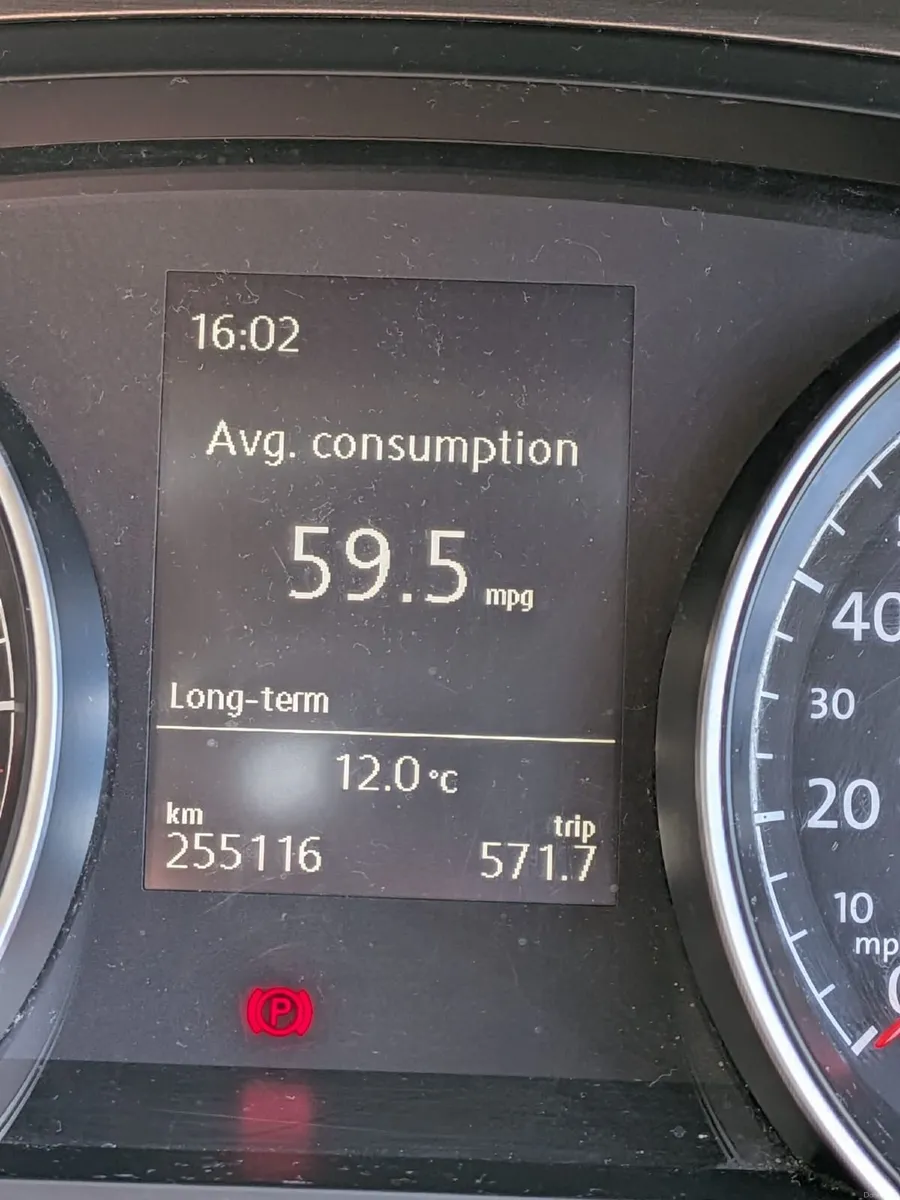 16:02
Avg. consumption
59.5 mpg
Long-term
12.0 °C
km trip
255116 571.7
P
40
30
20
10